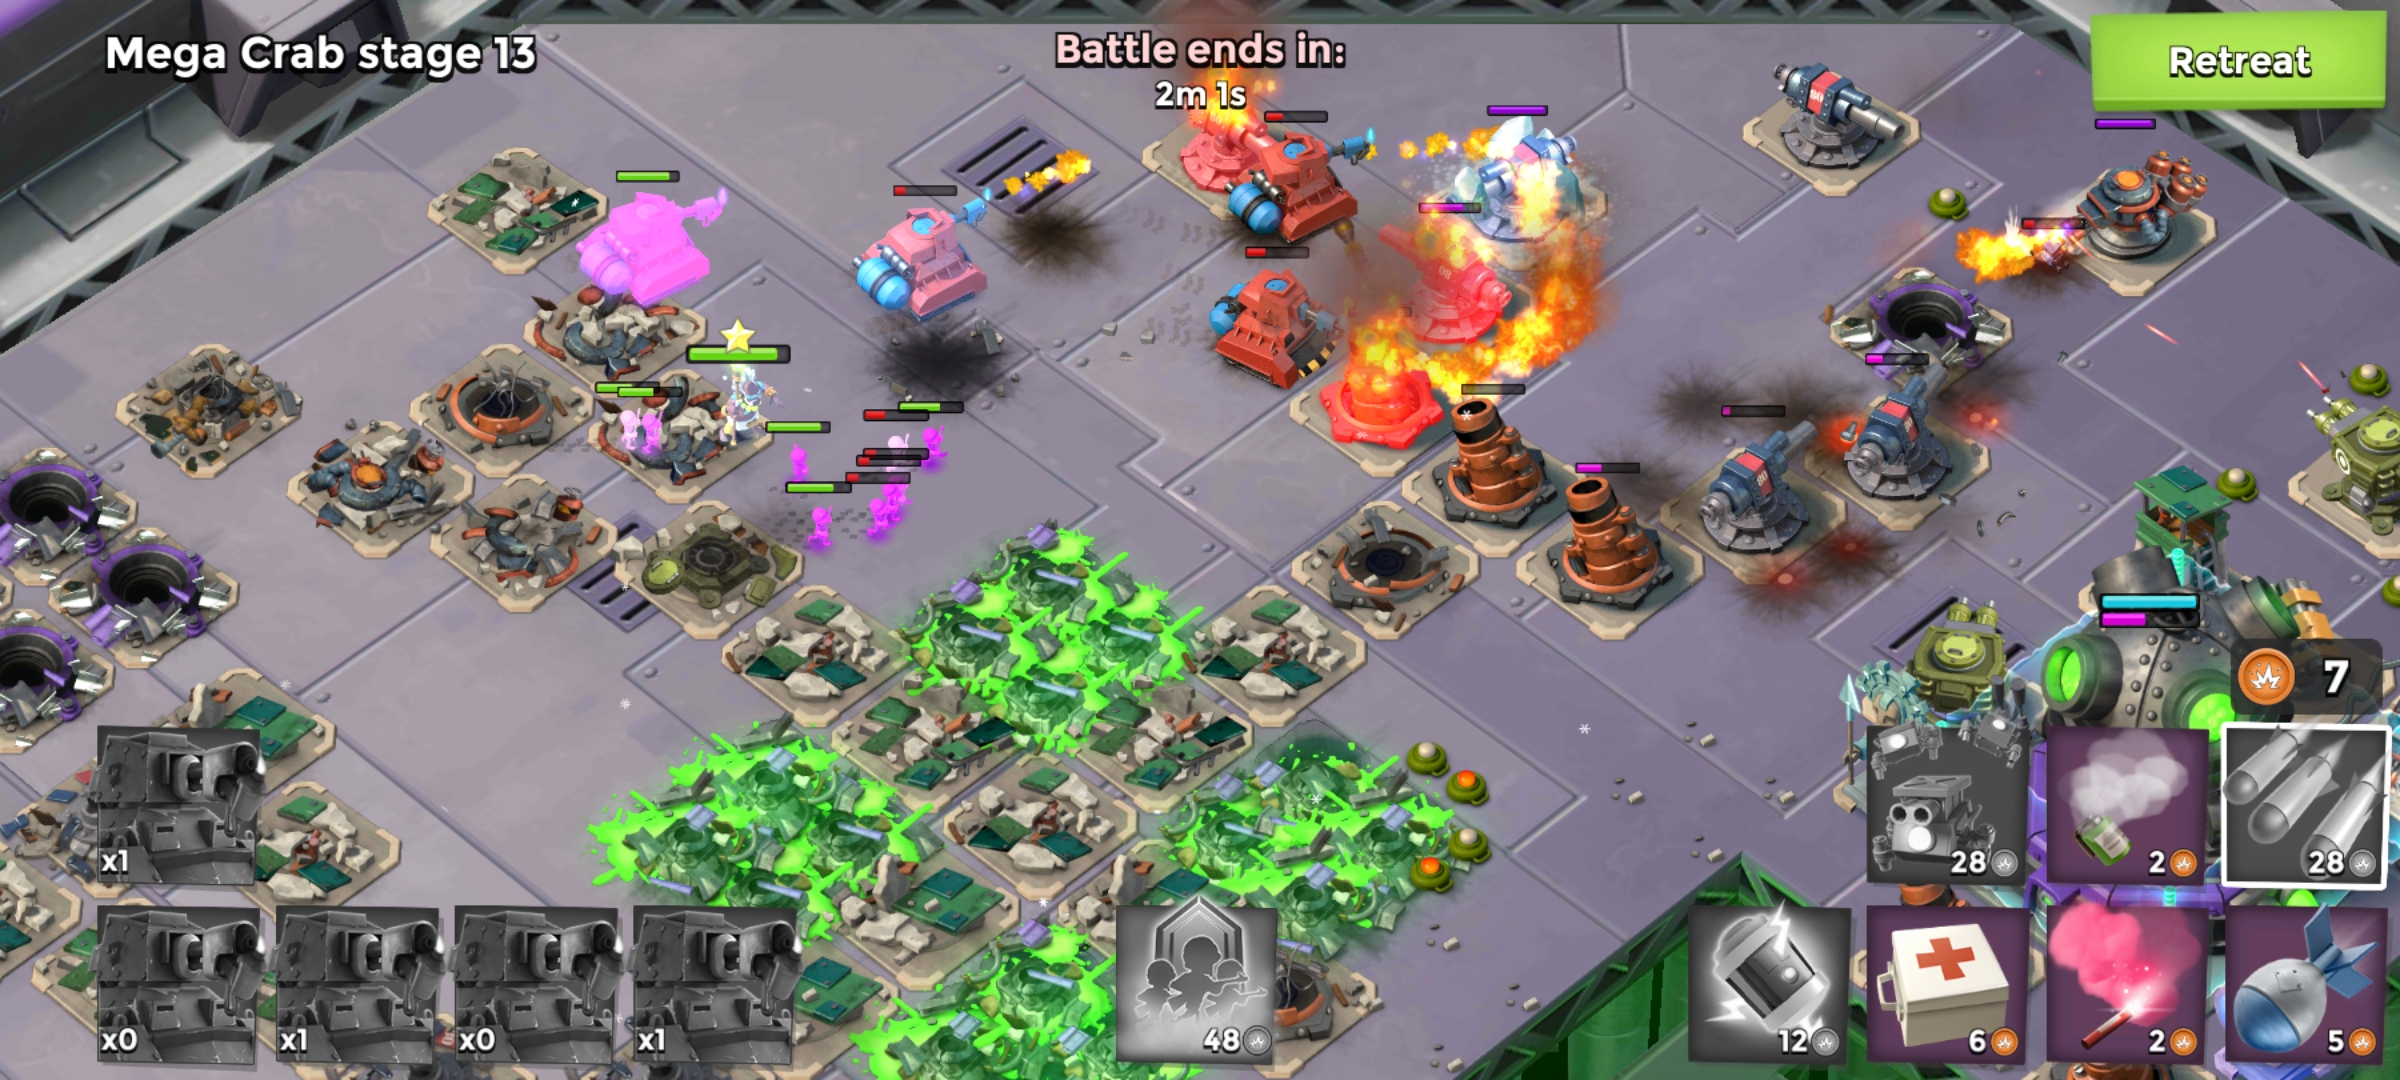 Mega Crab stage 13
Battle ends in:
2m 1s
Retreat
7
x1
28
2
28
x0
x1
x0
x1
48
12
6
2
5